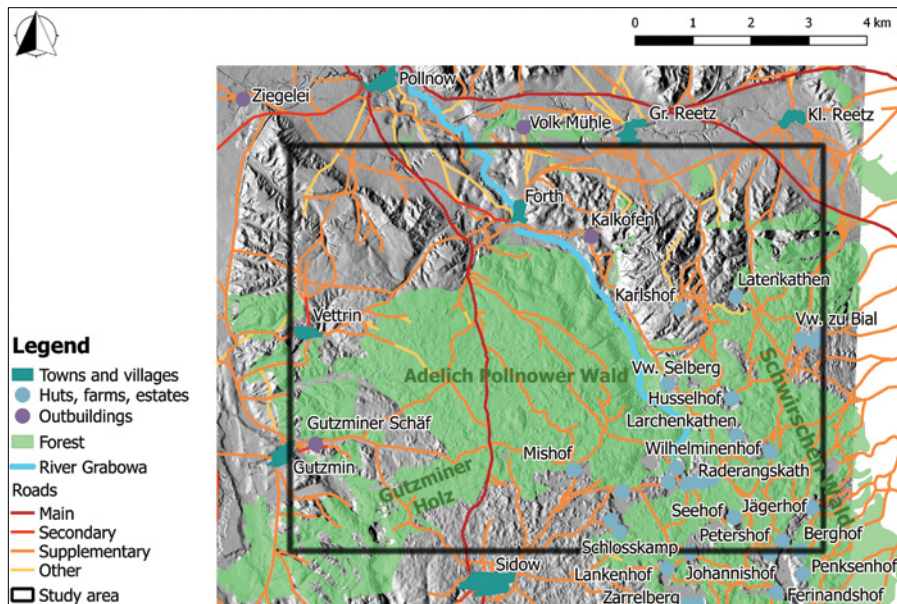 0 1 2 3 4 km
Pollnow
Ziegelei
Volk Mühle
Gr. Reetz
Kl. Reetz
Forth
Kalkofen
Latenkathen
Karlshof
Vettrin
Vw. zu Bial
Legend
Towns and villages
Huts, farms, estates
Outbuildings
Forest
River Grabowa
Roads
Main
Secondary
Supplementary
Other
Study area
Adelich Pollnower Wald
Vw. Selberg
Schwirschen Wald
Husselhof
Gutzminer Schäf
Larchenkathen
Gutzmin
Mishof
Wilhelminenhof
Raderangskath
Gutzminer
Holz
Seehof
Jägerhof
Petershof
Berghof
Schlosskamp
Sidow
Lankenhof
Johannishof
Penksenhof
Zarrelberg
Ferinandshof